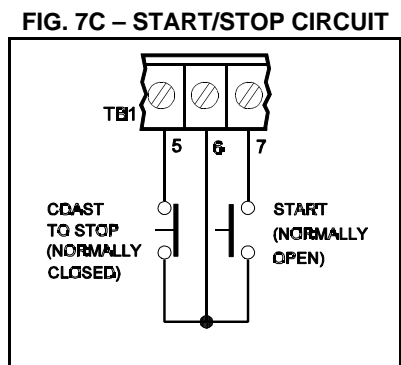 FIG. 7C – START/STOP CIRCUIT
TB1
5 6 7
COAST
TO STOP
(NORMALLY
CLOSED)
START
(NORMALLY
OPEN)